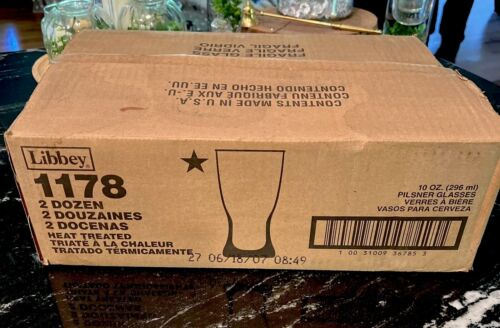 FRAGILE GLASS
FRAGILE VERRE
FRAGIL VIDRIO
CONTENTS MADE IN U.S.A.
CONTENU FABRIQUE AUX É.-U.
CONTENIDO HECHO EN EE.UU.
Libbey
1178
2 DOZEN
2 DOUZAINES
2 DOCENAS
HEAT TREATED
TRIATÉ À LA CHALEUR
TRATADO TÉRMICAMENTE
27 06/18/07 08:49
10 OZ. (296 ml)
PILSNER GLASSES
VERRES À BIÈRE
VASOS PARA CERVEZA
1 00 31009 36785 3